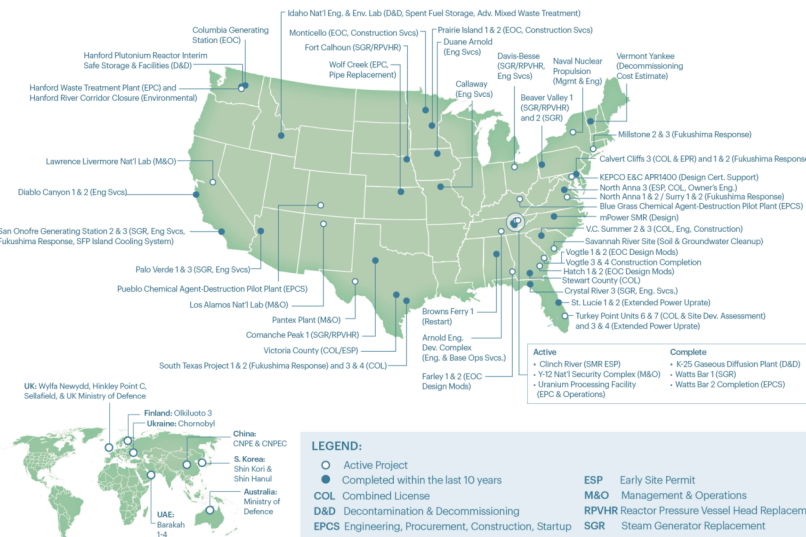 Idaho Nat'l Eng. & Env. Lab (D&D, Spent Fuel Storage, Adv. Mixed Waste Treatment)
Columbia Generating
Station (EOC)
Monticello (EOC, Construction Svcs)
Prairie Island 1 & 2 (EOC, Construction Svcs)
Fort Calhoun (SGR/RPVHR)
Duane Arnold
(Eng Svcs)
Hanford Plutonium Reactor Interim
Safe Storage & Facilities (D&D)
Wolf Creek (EPC,
Pipe Replacement)
Davis-Besse
(SGR/RPVHR,
Eng Svcs)
Naval Nuclear
Propulsion
(Mgmt & Eng)
Vermont Yankee
(Decommissioning
Cost Estimate)
Hanford Waste Treatment Plant (EPC) and
Hanford River Corridor Closure (Environmental)
Callaway
(Eng Svcs)
Beaver Valley 1
(SGR/RPVHR)
and 2 (SGR)
Millstone 2 & 3 (Fukushima Response)
Lawrence Livermore Nat'l Lab (M&O)
Calvert Cliffs 3 (COL & EPR) and 1 & 2 (Fukushima Respons
KEPCO E&C APR1400 (Design Cert. Support)
Diablo Canyon 1 & 2 (Eng Svcs)
North Anna 3 (ESP, COL, Owner's Eng.)
North Anna 1 & 2 / Surry 1 & 2 (Fukushima Response)
Blue Grass Chemical Agent-Destruction Pilot Plant (EPCS)
mPower SMR (Design)
San Onofre Generating Station 2 & 3 (SGR, Eng Svcs,
Fukushima Response, SFP Island Cooling System)
V.C. Summer 2 & 3 (COL, Eng, Construction)
Savannah River Site (Soil & Groundwater Cleanup)
Vogtle 1 & 2 (EOC Design Mods)
Vogtle 3 & 4 Construction Completion
Palo Verde 1 & 3 (SGR, Eng Svcs)
Hatch 1 & 2 (EOC Design Mods)
Stewart County (COL)
Pueblo Chemical Agent-Destruction Pilot Plant (EPCS)
Crystal River 3 (SGR, Eng. Svcs.)
Los Alamos Nat'l Lab (M&O)
St. Lucie 1 & 2 (Extended Power Uprate)
Pantex Plant (M&O)
Browns Ferry 1
(Restart)
Turkey Point Units 6 & 7 (COL & Site Dev. Assessment)
and 3 & 4 (Extended Power Uprate)
Comanche Peak 1 (SGR/RPVHR)
Arnold Eng.
Dev. Complex
(Eng. & Base Ops Svcs.)
Victoria County (COL/ESP)
South Texas Project 1 & 2 (Fukushima Response) and 3 & 4 (COL)
Farley 1 & 2 (EOC
Design Mods)
Active
• Clinch River (SMR ESP)
• Y-12 Nat'l Security Complex (M&O)
• Uranium Processing Facility
(EPC & Operations)
Complete
• K-25 Gaseous Diffusion Plant (D&D)
• Watts Bar 1 (SGR)
• Watts Bar 2 Completion (EPCS)
UK: Wylfa Newydd, Hinkley Point C,
Sellafield, & UK Ministry of Defence
Finland: Olkiluoto 3
Ukraine: Chornobyl
China:
CNPE & CNPEC
S. Korea:
Shin Kori &
Shin Hanul
Australia:
Ministry of
Defence
UAE:
Barakah
1-4
LEGEND:
Active Project
Completed within the last 10 years
COL Combined License
D&D Decontamination & Decommissioning
EPCS Engineering, Procurement, Construction, Startup
ESP Early Site Permit
M&O Management & Operations
RPVHR Reactor Pressure Vessel Head Replacem
SGR Steam Generator Replacement